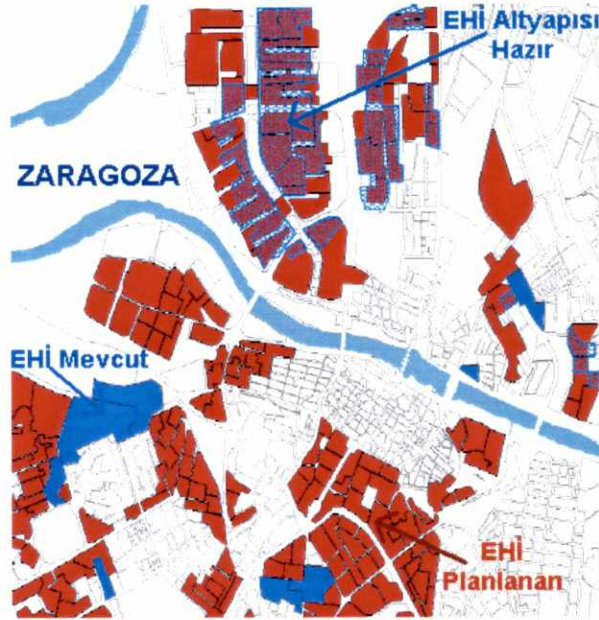 EHİ Altyapısı
Hazır
ZARAGOZA
EHİ Mevcut
EHİ
Planlanan